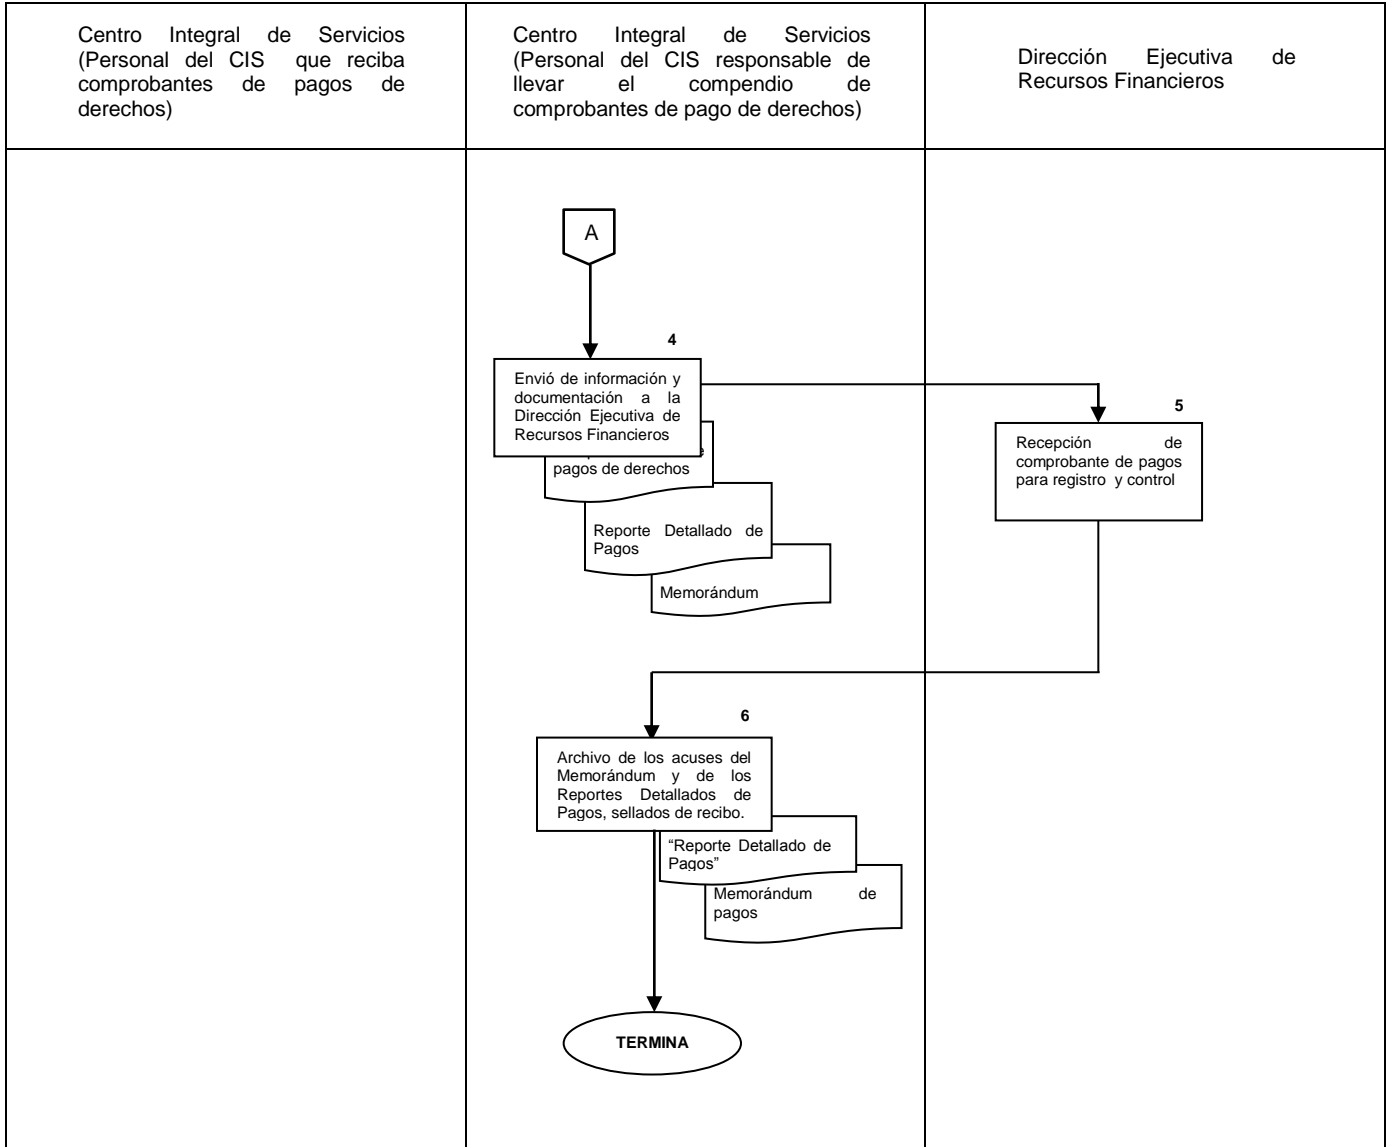 Centro Integral de Servicios
(Personal del CIS que reciba
comprobantes de pagos de
derechos)
Centro Integral de Servicios
(Personal del CIS responsable de
llevar el compendio de
comprobantes de pago de derechos)
Dirección Ejecutiva de
Recursos Financieros
A
4
Envió de información y
documentación a la
Dirección Ejecutiva de
Recursos Financieros
pagos de derechos
Reporte Detallado de
Pagos
Memorándum
5
Recepción de
comprobante de pagos
para registro y control
6
Archivo de los acuses del
Memorándum y de los
Reportes Detallados de
Pagos, sellados de recibo.
“Reporte Detallado de
Pagos”
Memorándum de
pagos
TERMINA